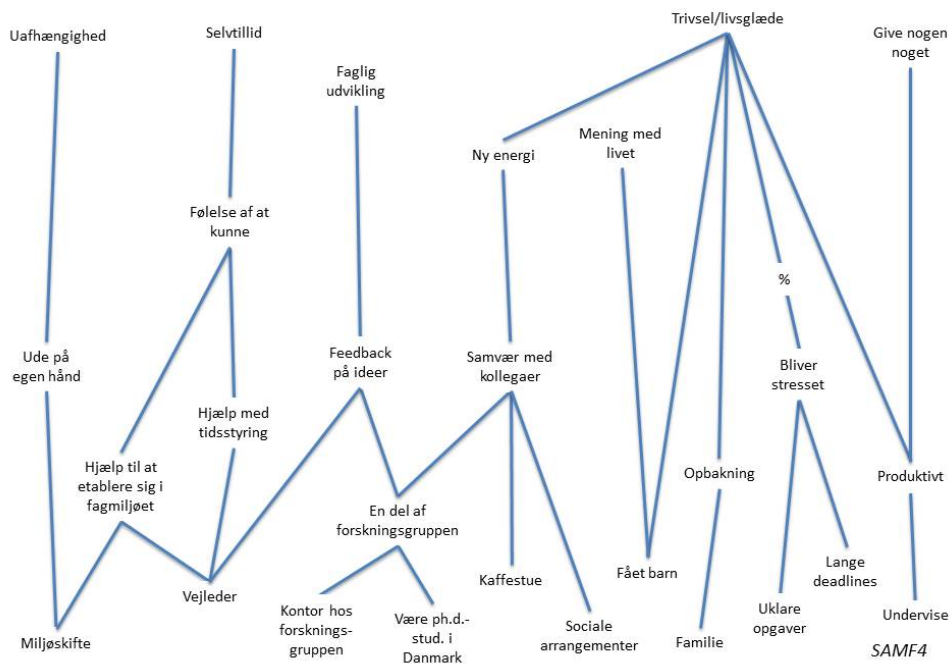 Uafhængighed
Selvtillid
Faglig
udvikling
Trivsel/livsglæde
Give nogen
noget
Ny energi
Mening med
livet
Følelse af at
kunne
%
Ude på
egen hånd
Feedback
på ideer
Samvær med
kollegaer
Bliver
stresset
Hjælp med
tidsstyring
Hjælp til at
etablere sig i
fagmiljøet
Opbakning
Produktivt
En del af
forskningsgruppen
Vejleder
Kaffestue
Fået barn
Lange
deadlines
Miljøskifte
Kontor hos
forsknings-
gruppen
Være ph.d.-
stud. i
Danmark
Sociale
arrangementer
Familie
Uklare
opgaver
Undervise
SAMF4